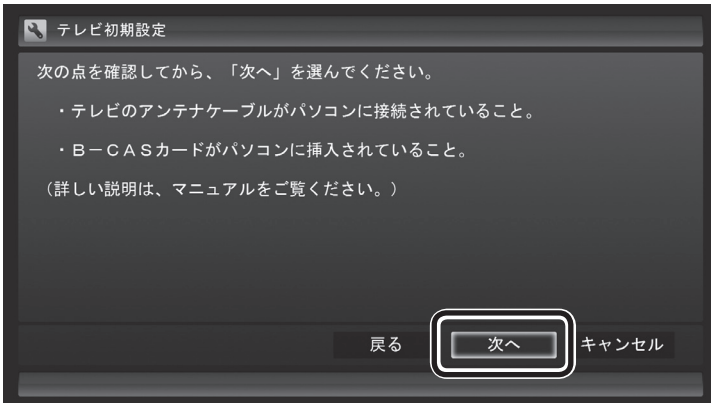 テレビ初期設定
次の点を確認してから、「次へ」を選んでください。
・テレビのアンテナケーブルがパソコンに接続されていること。
・B－CASカードがパソコンに挿入されていること。
（詳しい説明は、マニュアルをご覧ください。）
戻る 次へ キャンセル